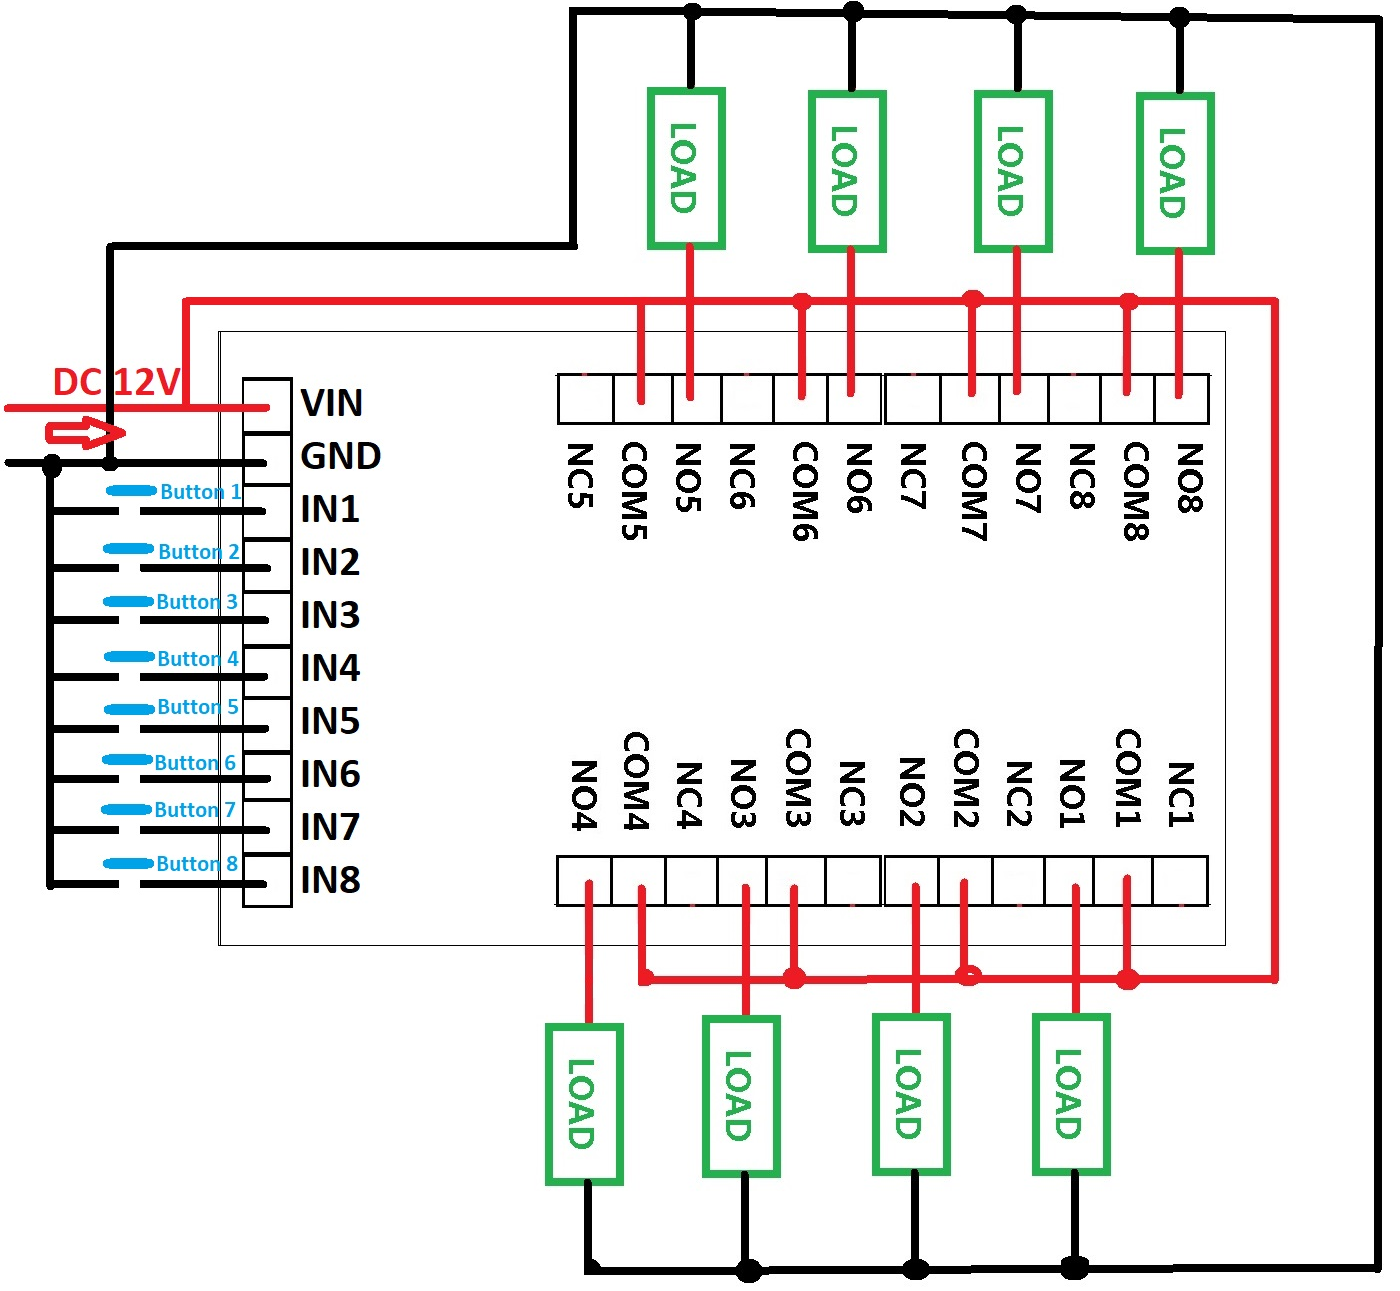 LOAD
LOAD
LOAD
LOAD
DC 12V
VIN
GND
Button 1
IN1
Button 2
IN2
Button 3
IN3
Button 4
IN4
Button 5
IN5
Button 6
IN6
Button 7
IN7
Button 8
IN8
NC5
COM5
NO5
NC6
COM6
NO6
NC7
COM7
NO7
NC8
COM8
NO8
NO4
COM4
NC4
NO3
COM3
NC3
NO2
COM2
NC2
NO1
COM1
NC1
LOAD
LOAD
LOAD
LOAD